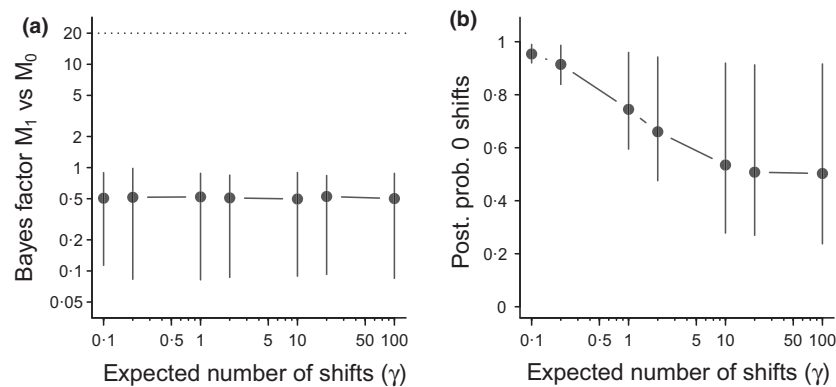 (a)
20
10
2
1
0·5
0·2
0·1
0·05
Bayes factor M1 vs M0
0·1 0·5 1 5 10 50 100
Expected number of shifts (γ)
(b)
1
0·8
0·6
0·4
0·2
0
Post. prob. 0 shifts
0·1 0·5 1 5 10 50 100
Expected number of shifts (γ)